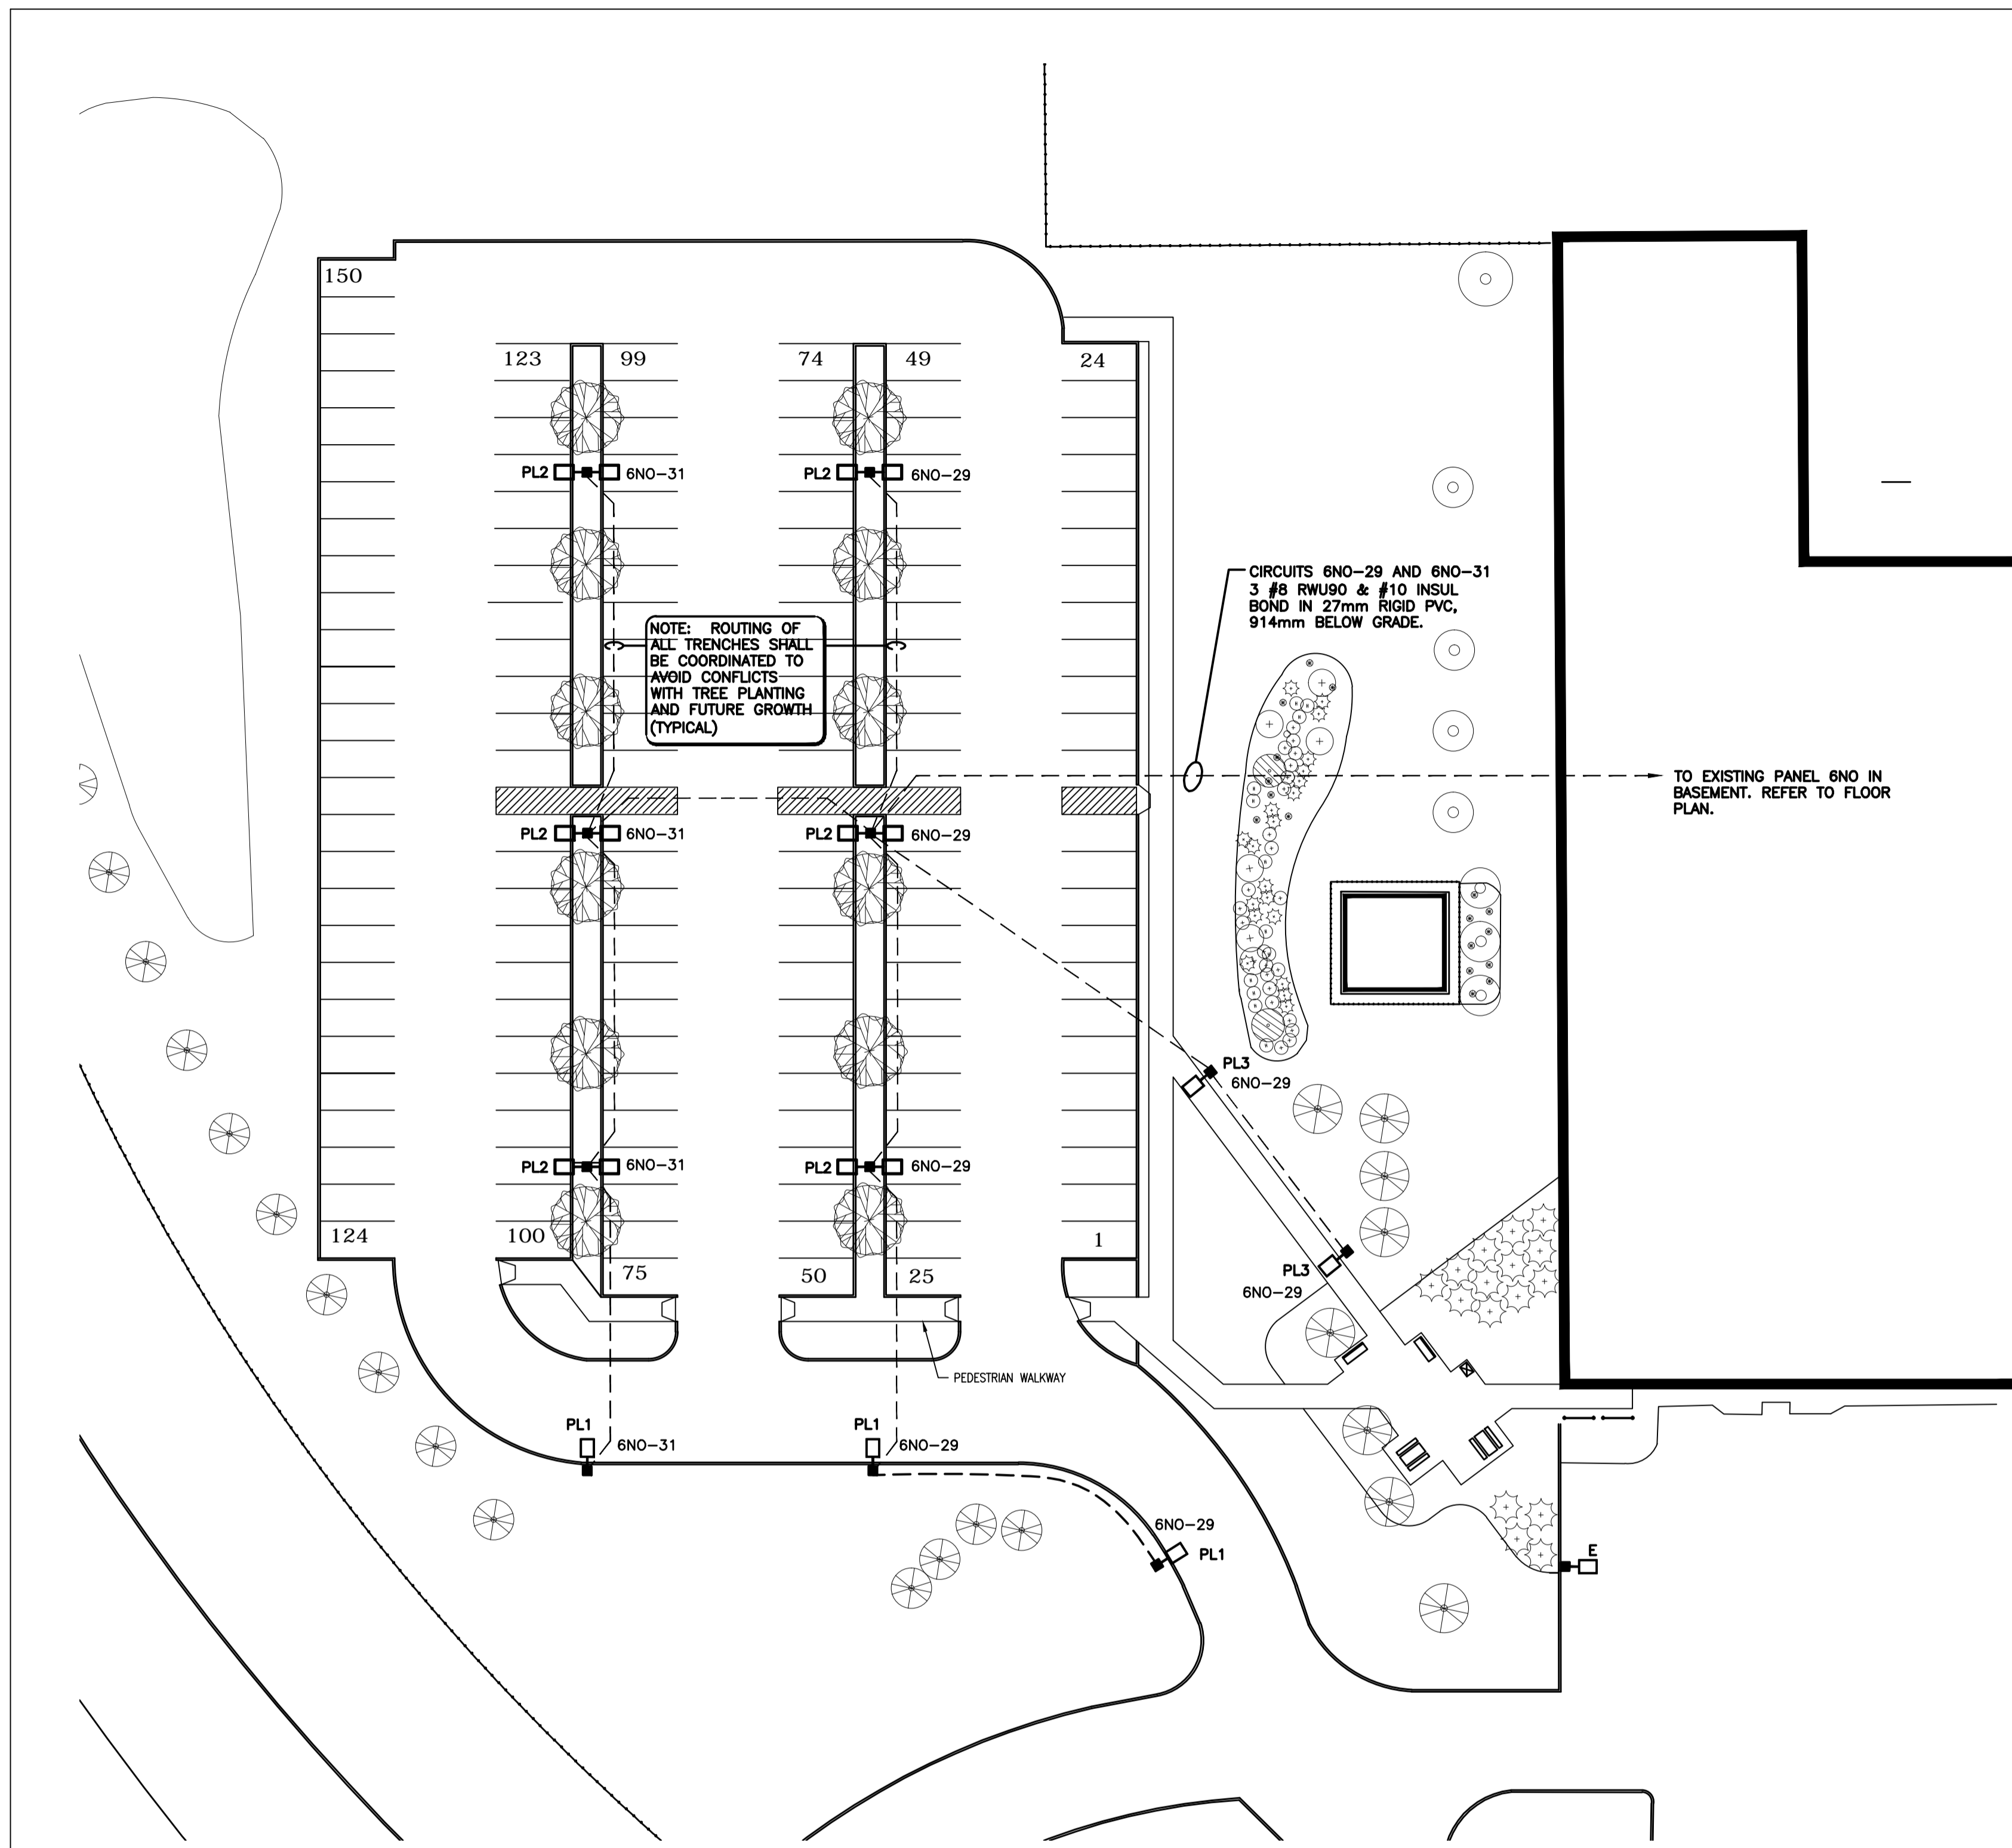 150
123
99
74
49
24
PL2
6NO-31
PL2
6NO-29
CIRCUITS 6NO-29 AND 6NO-31
3 #8 RWU90 & #10 INSUL
BOND IN 27mm RIGID PVC,
914mm BELOW GRADE.
NOTE: ROUTING OF
ALL TRENCHES SHALL
BE COORDINATED TO
AVOID CONFLICTS
WITH TREE PLANTING
AND FUTURE GROWTH
(TYPICAL)
TO EXISTING PANEL 6NO IN
BASEMENT. REFER TO FLOOR
PLAN.
PL2
6NO-31
PL2
6NO-29
PL3
6NO-29
PL2
6NO-31
PL2
6NO-29
124
100
1
75
50
25
PL3
6NO-29
PEDESTRIAN WALKWAY
PL1
6NO-31
PL1
6NO-29
6NO-29
PL1
E